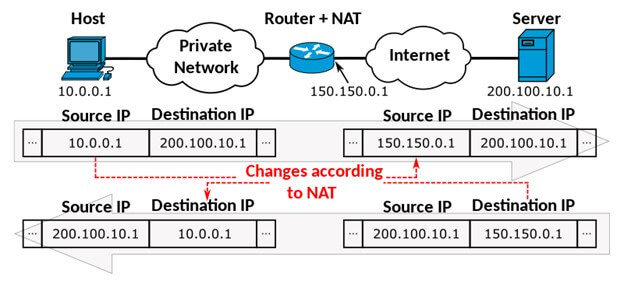 Host
Router + NAT
Server
Private
Network
Internet
10.0.0.1
150.150.0.1
200.100.10.1
Source IP Destination IP Source IP Destination IP
... 10.0.0.1 200.100.10.1 ... ... 150.150.0.1 200.100.10.1 ...
Changes according
to NAT
Source IP Destination IP Source IP Destination IP
... 200.100.10.1 10.0.0.1 ... ... 200.100.10.1 150.150.0.1 ...